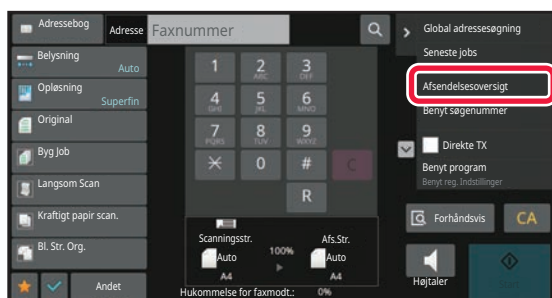 Adressebog
Adresse
Faxnummer
Belysning
Auto
Opløsning
Superfin
Original
Byg Job
Langsom Scan
Kraftigt papir scan.
Bl. Str. Org.
Andet
1
2
ABC
3
DEF
4
GHI
5
JKL
6
MNO
7
PQRS
8
TUV
9
WXYZ
0
#
C
R
Scanningsstr.
Auto
A4
100%
Afs.Str.
Auto
A4
Hukommelse for faxmodt.: 0%
Global adressesøgning
Seneste jobs
Afsendelsesoversigt
Benyt søgenummer
Direkte TX
Benyt program
Benyt reg. Indstillinger
Forhåndsvis
CA
Højtaler
Start